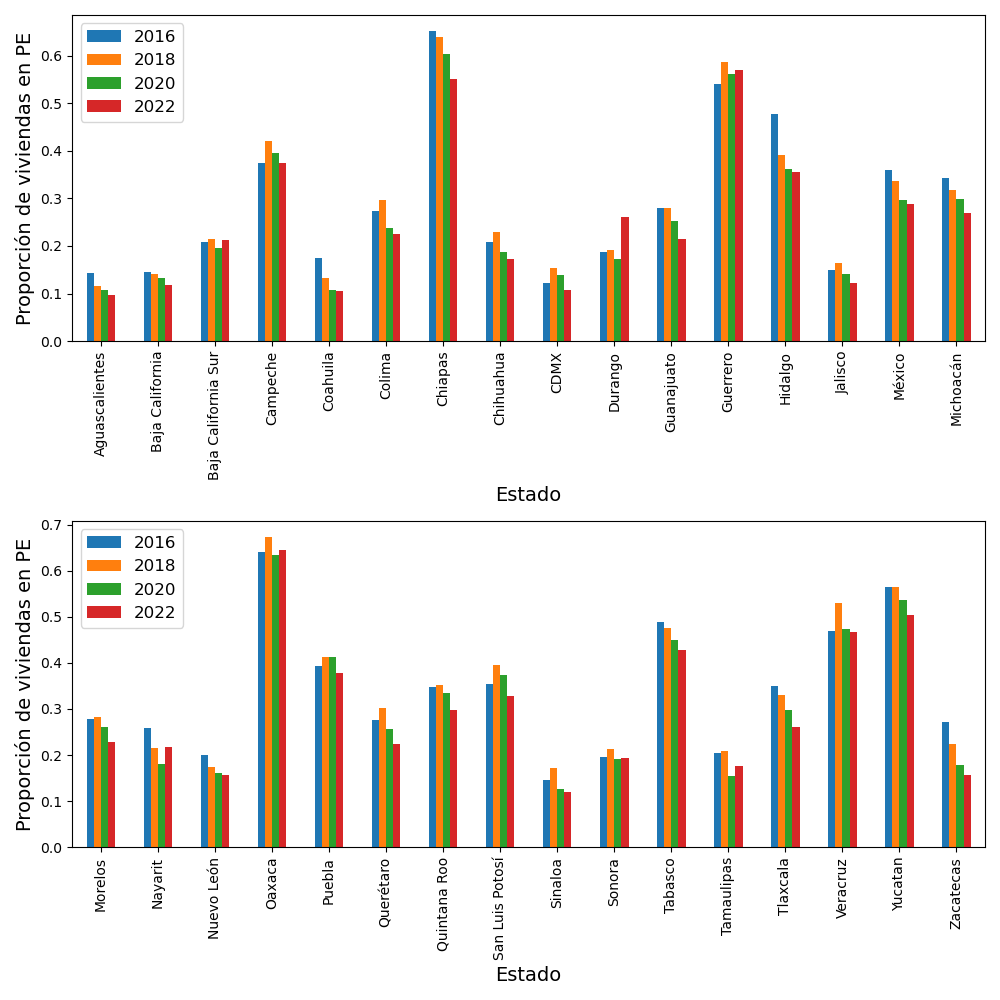 Proporción de viviendas en PE
0.6
0.5
0.4
0.3
0.2
0.1
0.0
2016
2018
2020
2022
Aguascalientes
Baja California
Baja California Sur
Campeche
Coahuila
Colima
Chiapas
Chihuahua
CDMX
Durango
Guanajuato
Guerrero
Hidalgo
Jalisco
México
Michoacán
Estado
Proporción de viviendas en PE
0.7
0.6
0.5
0.4
0.3
0.2
0.1
0.0
2016
2018
2020
2022
Morelos
Nayarit
Nuevo León
Oaxaca
Puebla
Querétaro
Quintana Roo
San Luis Potosí
Sinaloa
Sonora
Tabasco
Tamaulipas
Tlaxcala
Veracruz
Yucatan
Zacatecas
Estado